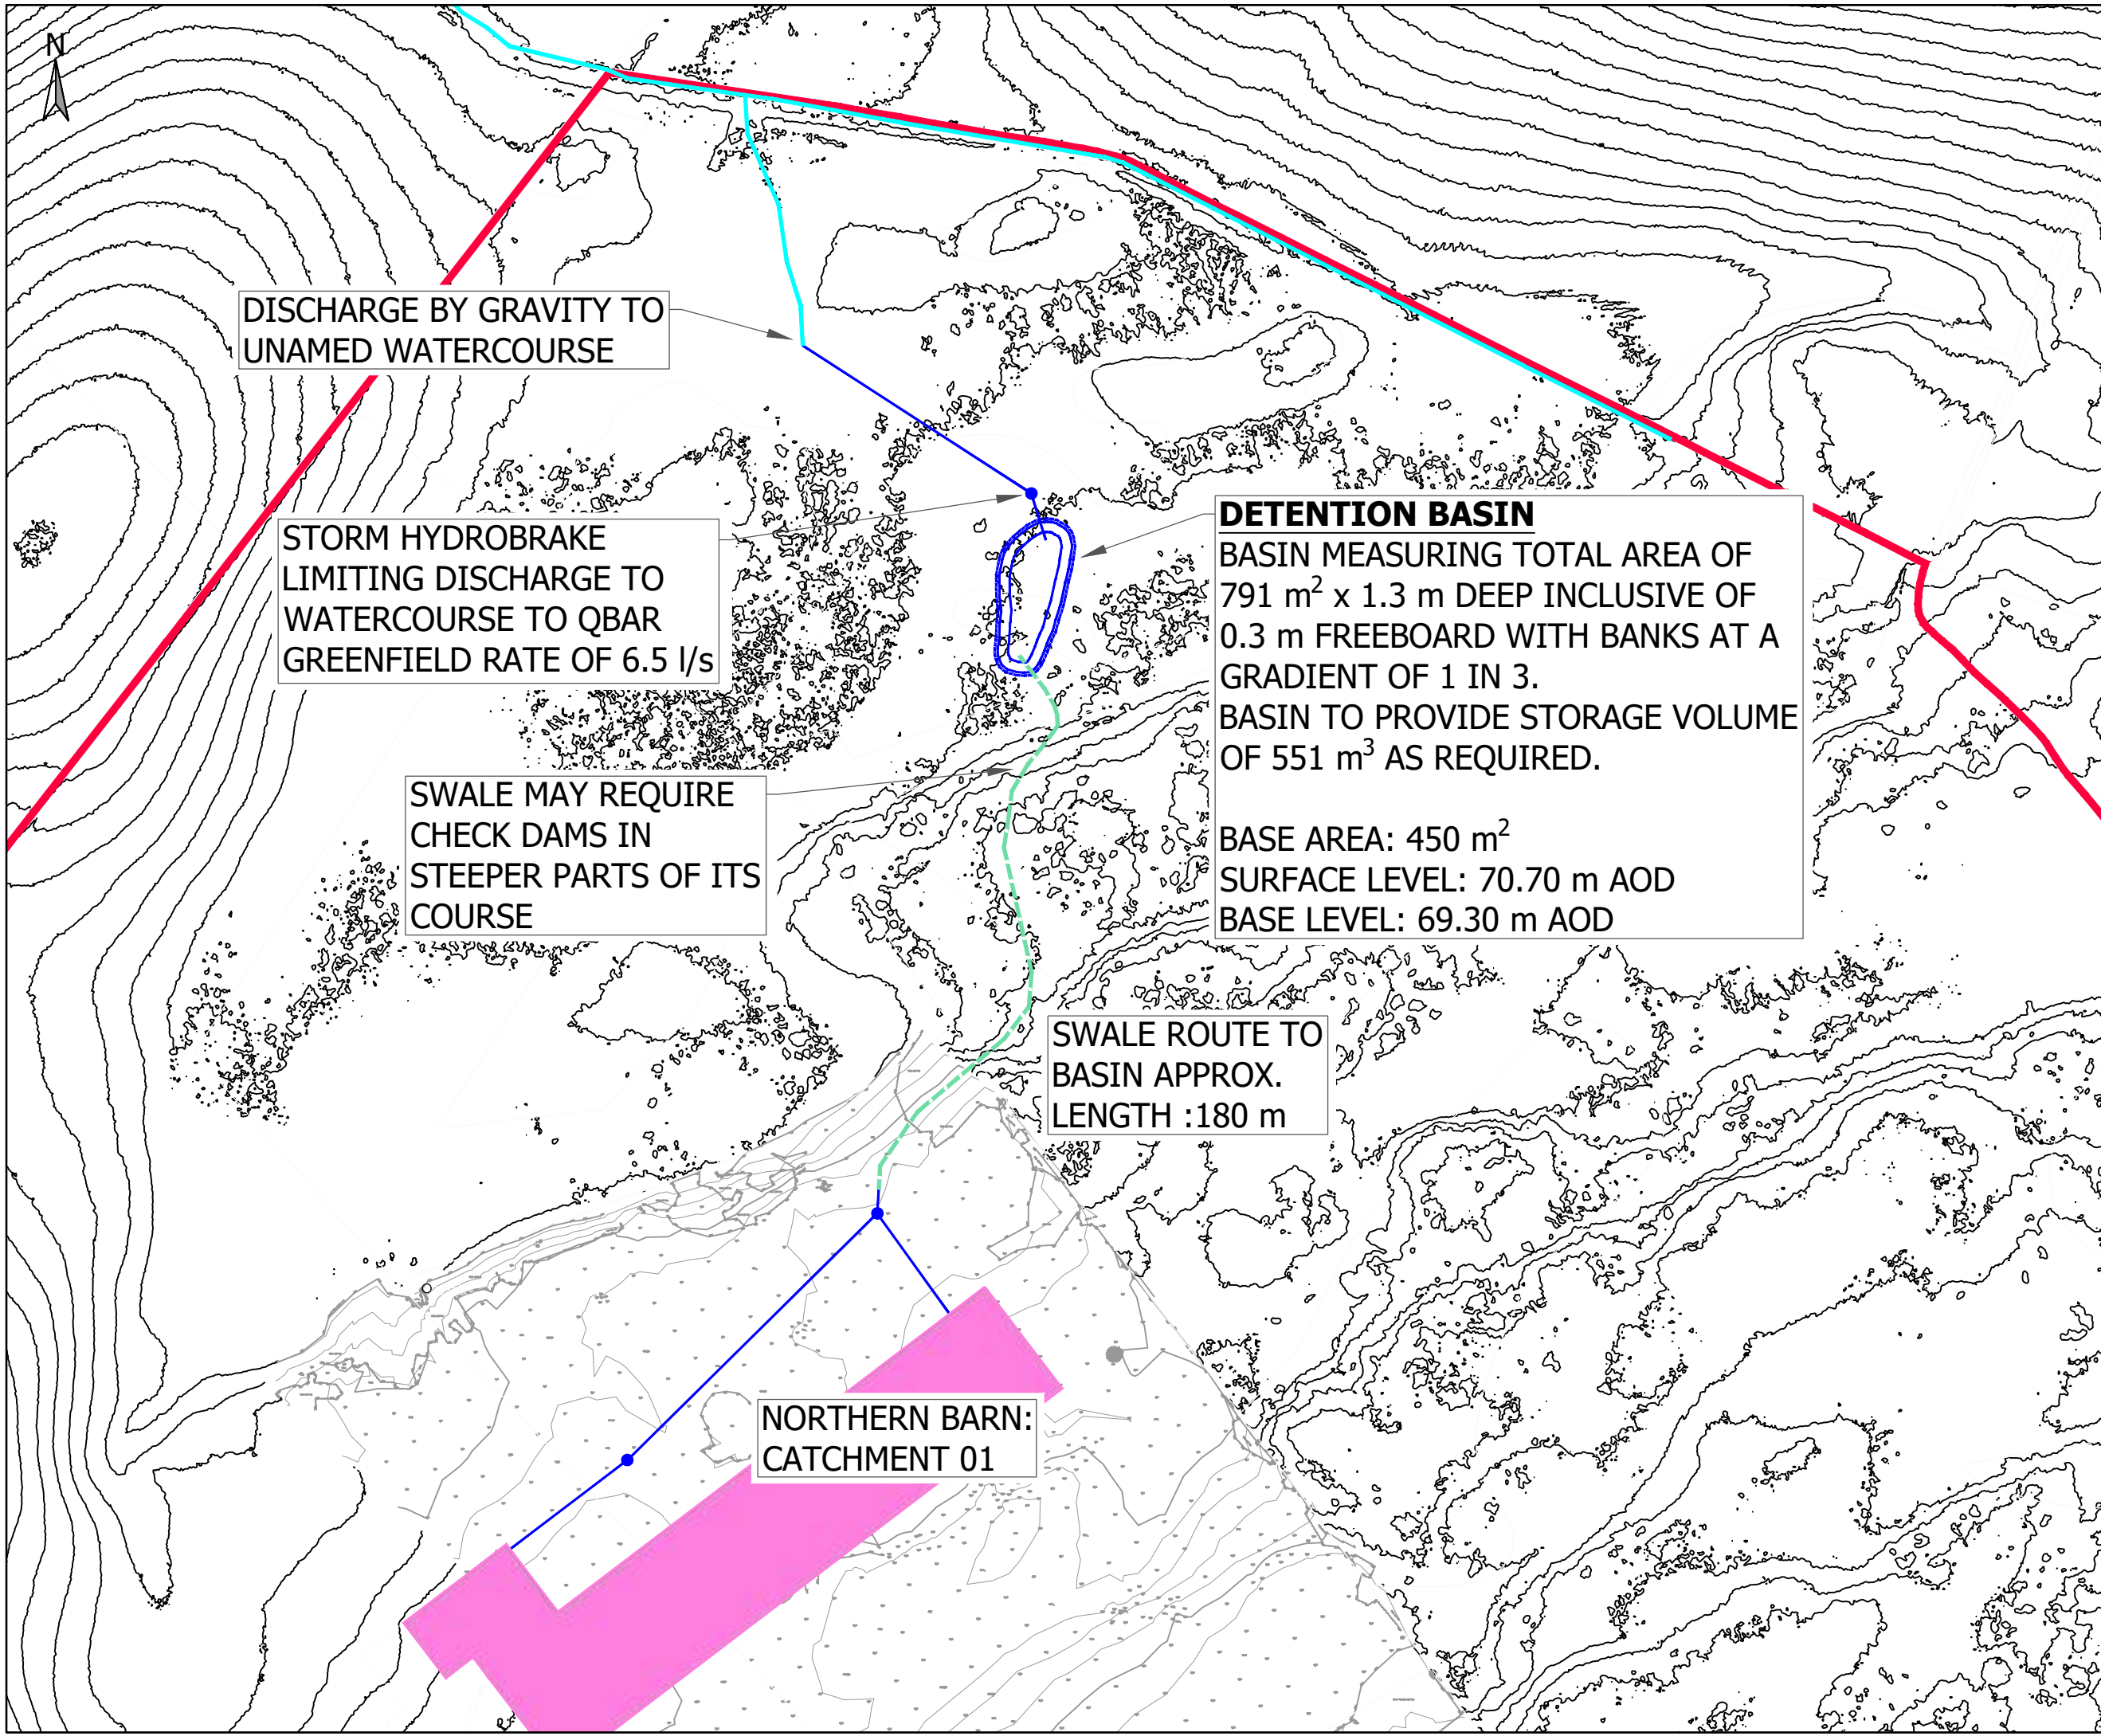 N
DISCHARGE BY GRAVITY TO
UNAMED WATERCOURSE
STORM HYDROBRAKE
LIMITING DISCHARGE TO
WATERCOURSE TO QBAR
GREENFIELD RATE OF 6.5 l/s
DETENTION BASIN
BASIN MEASURING TOTAL AREA OF
791 m² x 1.3 m DEEP INCLUSIVE OF
0.3 m FREEBOARD WITH BANKS AT A
GRADIENT OF 1 IN 3.
BASIN TO PROVIDE STORAGE VOLUME
OF 551 m³ AS REQUIRED.
BASE AREA: 450 m²
SURFACE LEVEL: 70.70 m AOD
BASE LEVEL: 69.30 m AOD
SWALE MAY REQUIRE
CHECK DAMS IN
STEEPER PARTS OF ITS
COURSE
SWALE ROUTE TO
BASIN APPROX.
LENGTH :180 m
NORTHERN BARN:
CATCHMENT 01